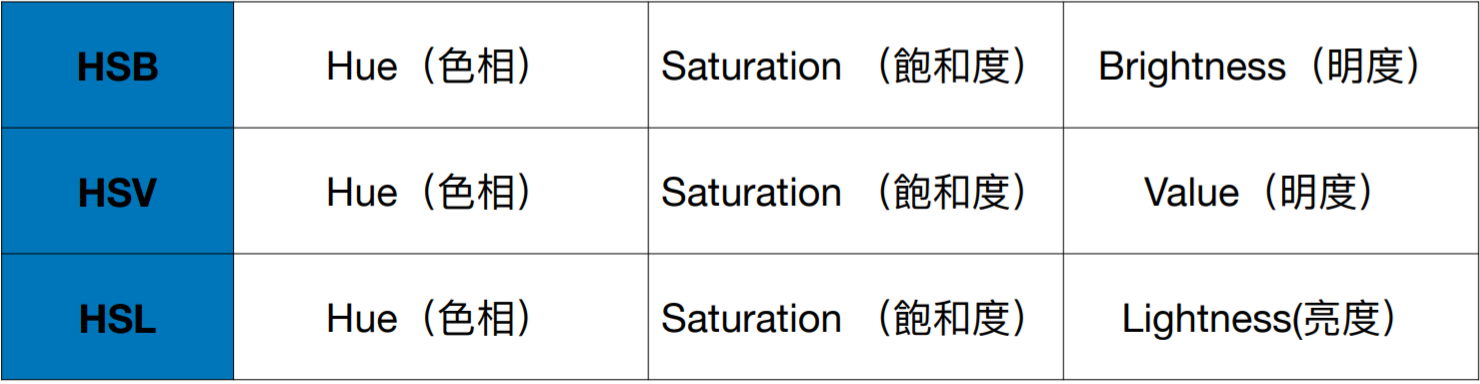 HSB Hue（色相） Saturation （飽和度） Brightness（明度）
HSV Hue（色相） Saturation （飽和度） Value（明度）
HSL Hue（色相） Saturation （飽和度） Lightness(亮度）